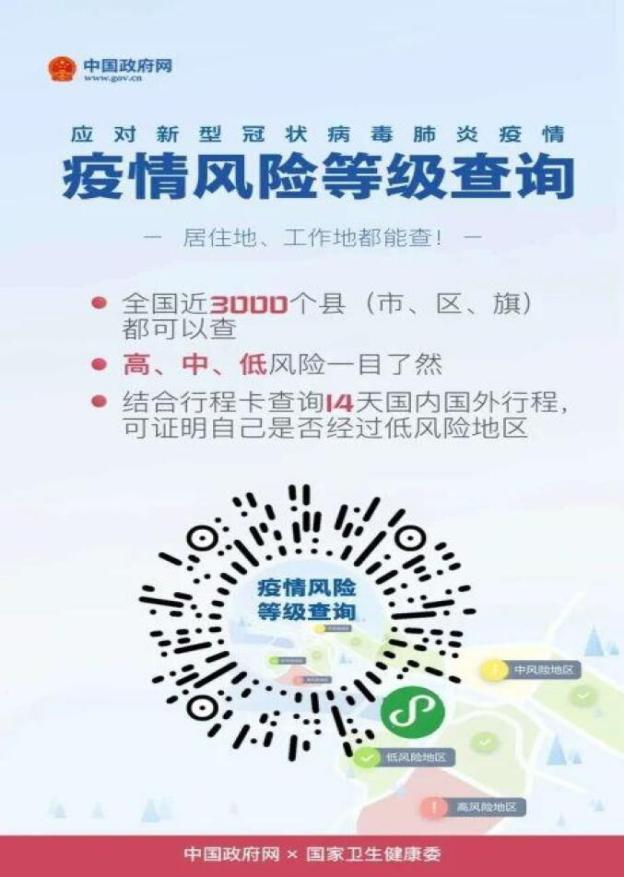 中国政府网
www.gov.cn
应对新型冠状病毒肺炎疫情
疫情风险等级查询
— 居住地、工作地都能查！—
• 全国近3000个县（市、区、旗）
都可以查
• 高、中、低风险一目了然
• 结合行程卡查询14天国内国外行程，
可证明自己是否经过低风险地区
疫情风险
等级查询
中风险地区
低风险地区
高风险地区
中国政府网 × 国家卫生健康委